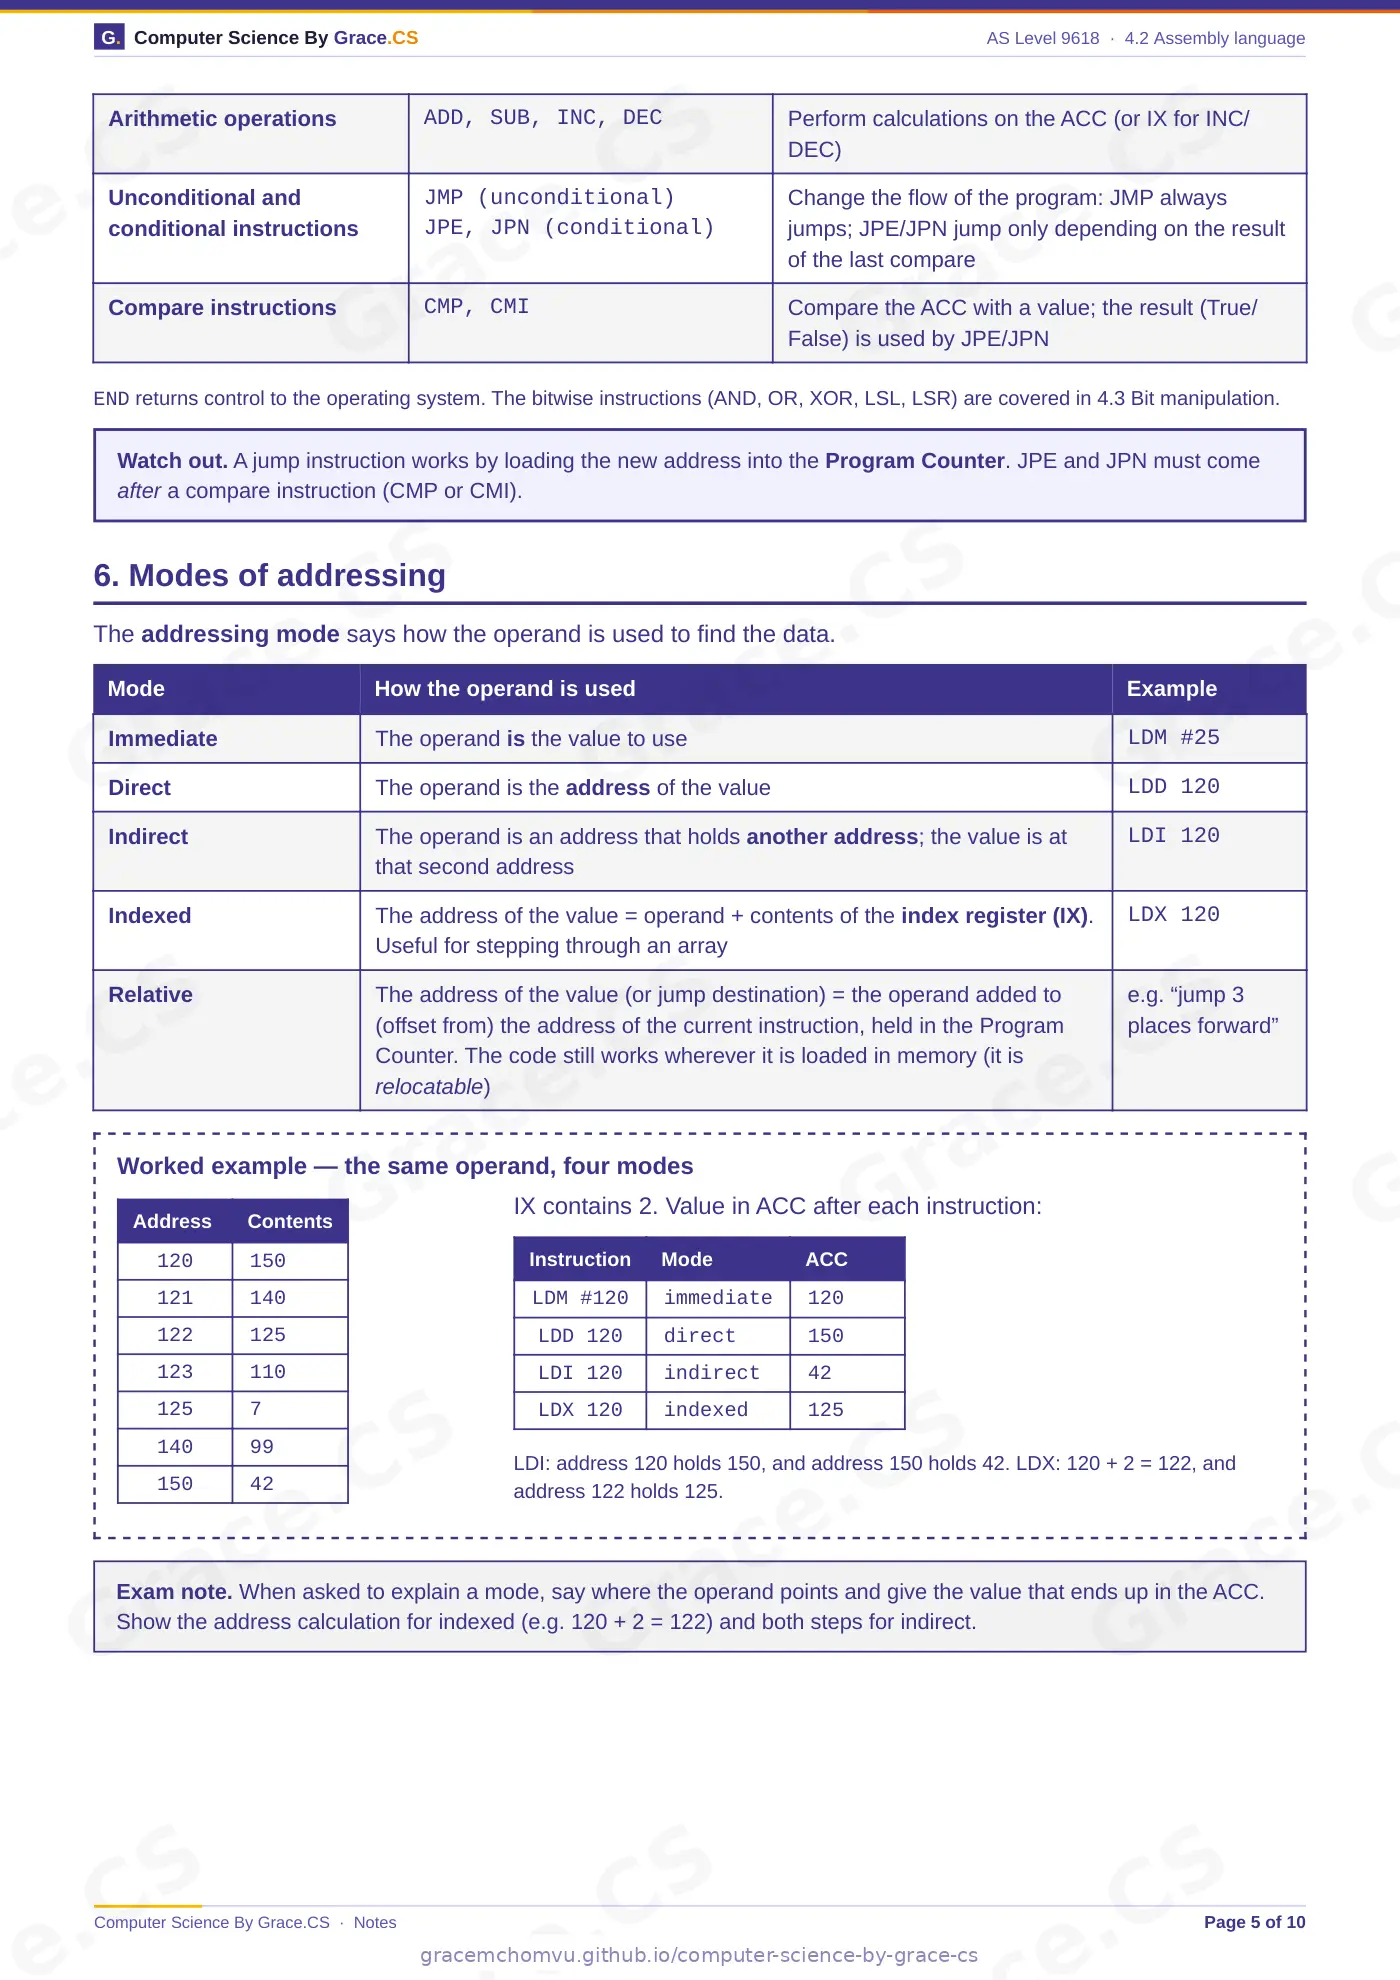 G. Computer Science By Grace.CS
AS Level 9618 · 4.2 Assembly language
Arithmetic operations
ADD, SUB, INC, DEC
Perform calculations on the ACC (or IX for INC/
DEC)
Unconditional and
conditional instructions
JMP (unconditional)
JPE, JPN (conditional)
Change the flow of the program: JMP always
jumps; JPE/JPN jump only depending on the result
of the last compare
Compare instructions
CMP, CMI
Compare the ACC with a value; the result (True/
False) is used by JPE/JPN
END returns control to the operating system. The bitwise instructions (AND, OR, XOR, LSL, LSR) are covered in 4.3 Bit manipulation.
Watch out. A jump instruction works by loading the new address into the Program Counter. JPE and JPN must come
after a compare instruction (CMP or CMI).
6. Modes of addressing
The addressing mode says how the operand is used to find the data.
Mode How the operand is used Example
Immediate The operand is the value to use LDM #25
Direct The operand is the address of the value LDD 120
Indirect
The operand is an address that holds another address; the value is at
that second address
LDI 120
Indexed
The address of the value = operand + contents of the index register (IX).
Useful for stepping through an array
LDX 120
Relative
The address of the value (or jump destination) = the operand added to
(offset from) the address of the current instruction, held in the Program
Counter. The code still works wherever it is loaded in memory (it is
relocatable)
e.g. “jump 3
places forward”
Worked example — the same operand, four modes
Address Contents
120 150
121 140
122 125
123 110
125 7
140 99
150 42
IX contains 2. Value in ACC after each instruction:
Instruction Mode ACC
LDM #120 immediate 120
LDD 120 direct 150
LDI 120 indirect 42
LDX 120 indexed 125
LDI: address 120 holds 150, and address 150 holds 42. LDX: 120 + 2 = 122, and
address 122 holds 125.
Exam note. When asked to explain a mode, say where the operand points and give the value that ends up in the ACC.
Show the address calculation for indexed (e.g. 120 + 2 = 122) and both steps for indirect.
Computer Science By Grace.CS · Notes
Page 5 of 10
gracemchomvu.github.io/computer-science-by-grace-cs